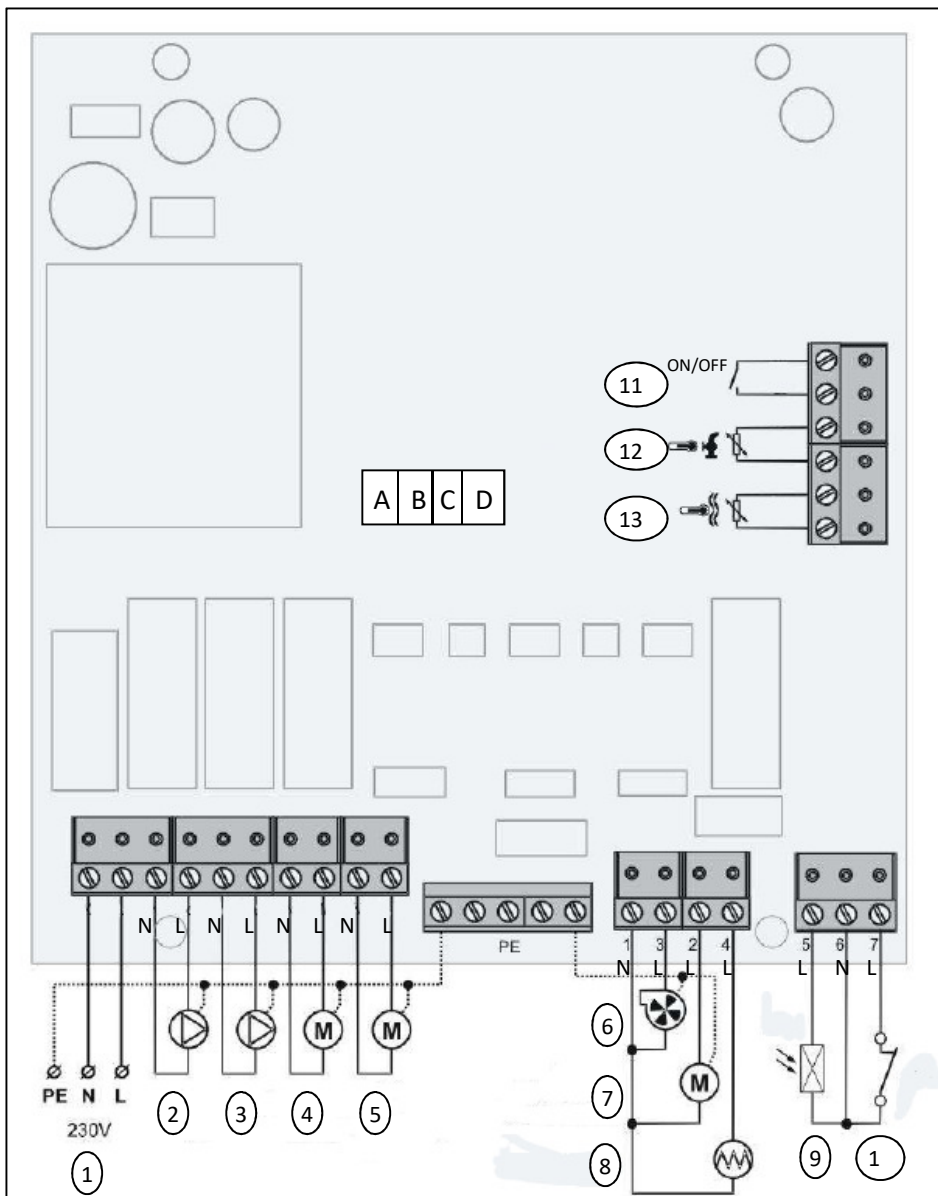 ON/OFF
11
12
A B C D
13
N L N L N L N L
PE
1 3 2 4
5 6 7
N L L L
L N L
6
PE N L
2 3 4 5
7
230V
1
8
9
1
M M
M